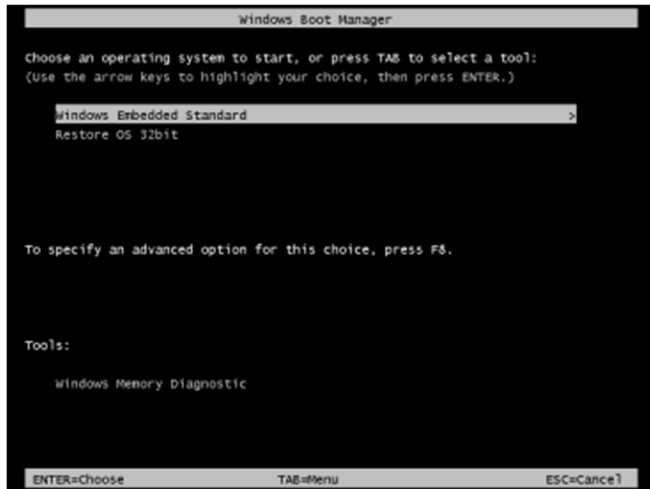 Windows Boot Manager
Choose an operating system to start, or press TAB to select a tool:
(Use the arrow keys to highlight your choice, then press ENTER.)
Windows Embedded Standard >
Restore OS 32bit
To specify an advanced option for this choice, press F8.
Tools:
Windows Memory Diagnostic
ENTER=Choose TAB=Menu ESC=Cancel